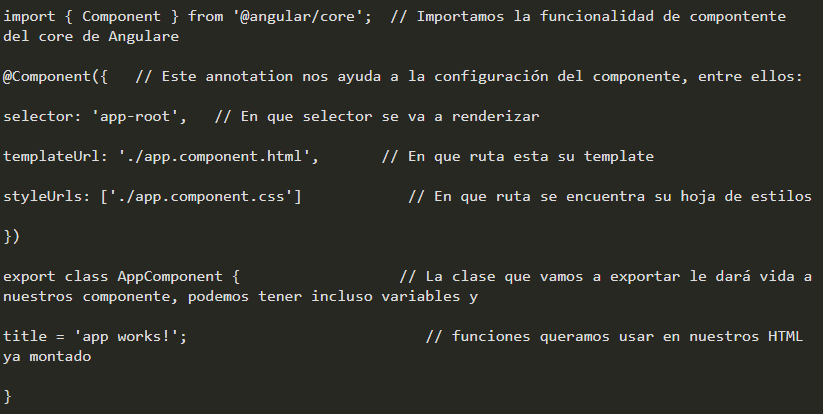 import { Component } from '@angular/core';  // Importamos la funcionalidad de compontente
del core de Angulare
@Component({   // Este annotation nos ayuda a la configuración del componente, entre ellos:
selector: 'app-root',   // En que selector se va a renderizar
templateUrl: './app.component.html',       // En que ruta esta su template
styleUrls: ['./app.component.css']            // En que ruta se encuentra su hoja de estilos
})
export class AppComponent {                  // La clase que vamos a exportar le dará vida a
nuestros componente, podemos tener incluso variables y
title = 'app works!';                           // funciones queramos usar en nuestros HTML
ya montado
}